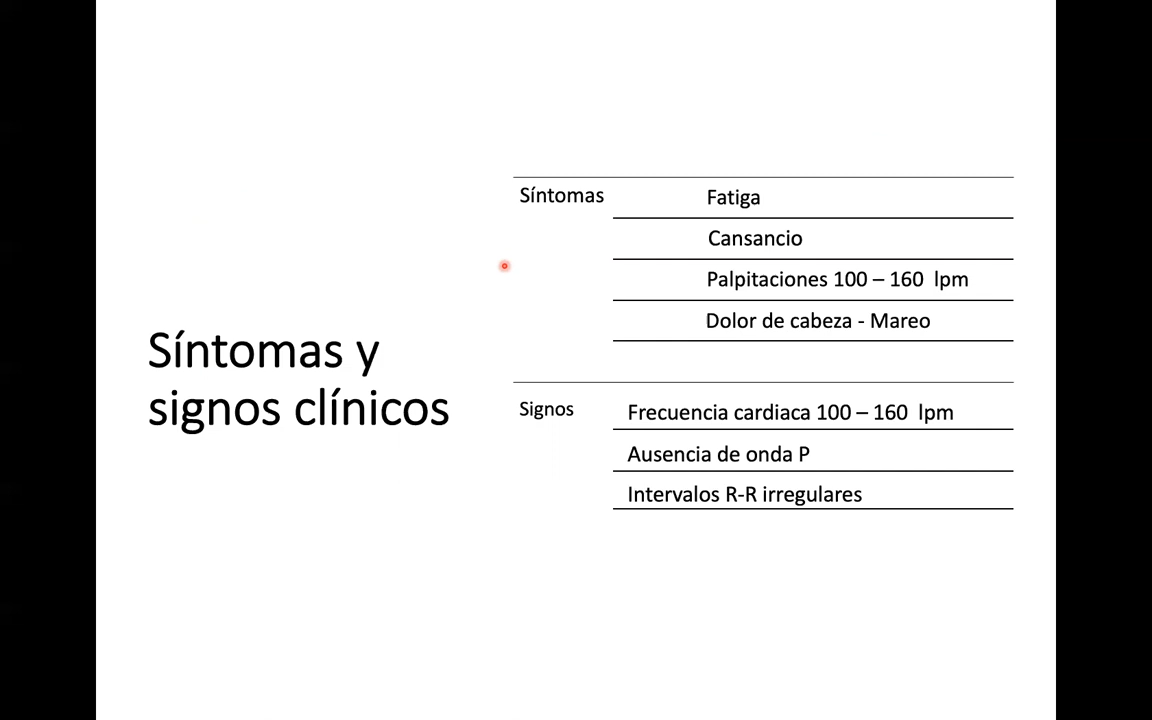 Síntomas y
signos clínicos
Síntomas
Fatiga
Cansancio
Palpitaciones 100 – 160 lpm
Dolor de cabeza - Mareo
Signos
Frecuencia cardiaca 100 – 160 lpm
Ausencia de onda P
Intervalos R-R irregulares